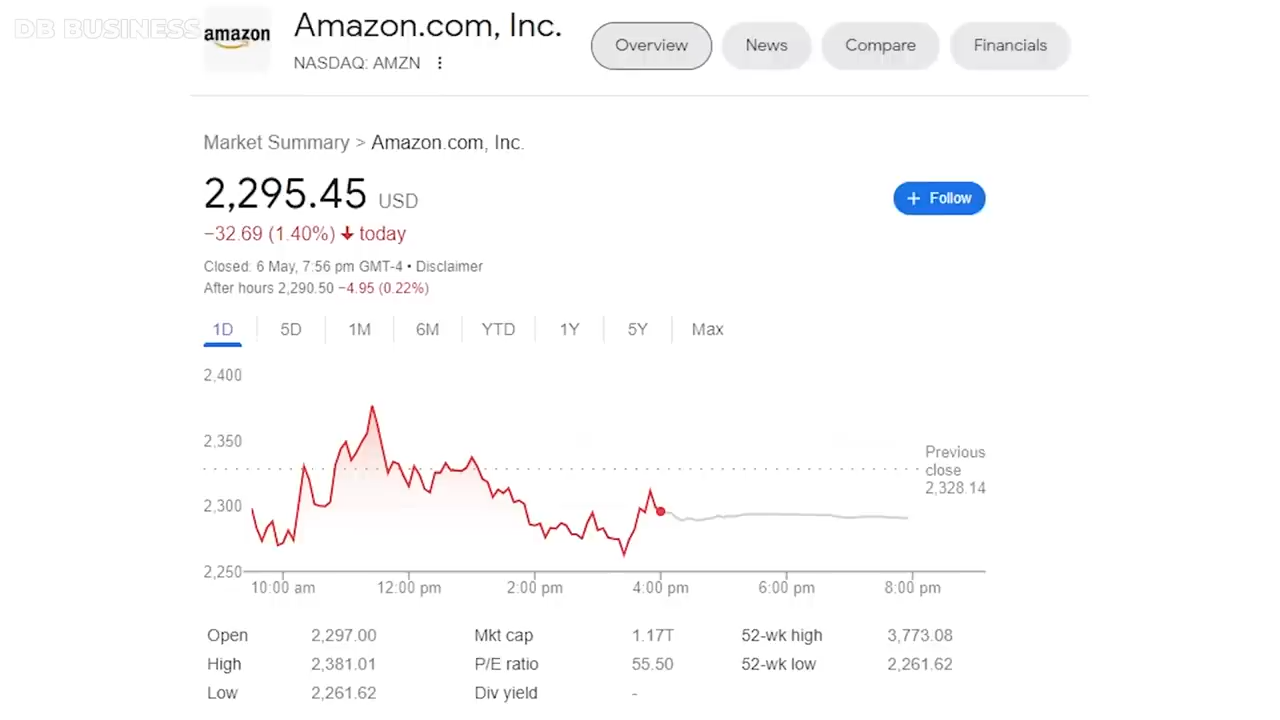 DB BUSINESS
amazon
Amazon.com, Inc.
NASDAQ: AMZN
Overview
News
Compare
Financials
Market Summary > Amazon.com, Inc.
2,295.45 USD
+ Follow
−32.69 (1.40%) ↓ today
Closed: 6 May, 7:56 pm GMT-4 • Disclaimer
After hours 2,290.50 −4.95 (0.22%)
1D 5D 1M 6M YTD 1Y 5Y Max
2,400
2,350
2,300
2,250
Previous
close
2,328.14
10:00 am 12:00 pm 2:00 pm 4:00 pm 6:00 pm 8:00 pm
Open 2,297.00 Mkt cap 1.17T 52-wk high 3,773.08
High 2,381.01 P/E ratio 55.50 52-wk low 2,261.62
Low 2,261.62 Div yield -